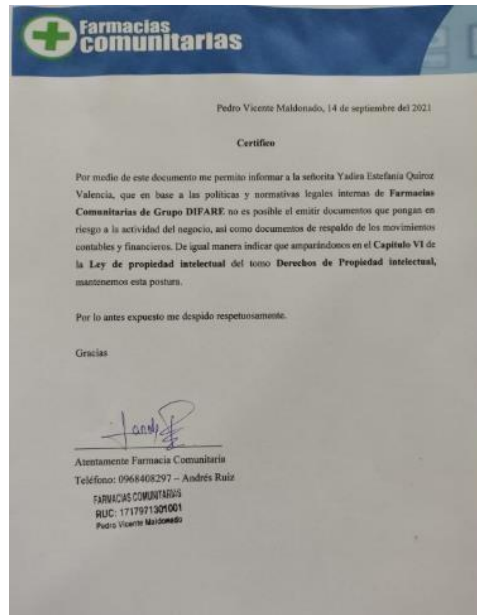 Farmacias
comunitarias
Pedro Vicente Maldonado, 14 de septiembre del 2021
Certifico
Por medio de este documento me permito informar a la señorita Yadira Estefanía Quiroz
Valencia, que en base a las políticas y normativas legales internas de Farmacias
Comunitarias de Grupo DIFARE no es posible el emitir documentos que pongan en
riesgo a la actividad del negocio, así como documentos de respaldo de los movimientos
contables y financieros. De igual manera indicar que amparándonos en el Capítulo VI de
la Ley de propiedad intelectual del tomo Derechos de Propiedad intelectual,
mantenemos esta postura.
Por lo antes expuesto me despido respetuosamente.
Gracias
Atentamente Farmacia Comunitaria
Teléfono: 0968408297 – Andrés Ruiz
FARMACIAS COMUNITARIAS
RUC: 1717971301001
Pedro Vicente Maldonado